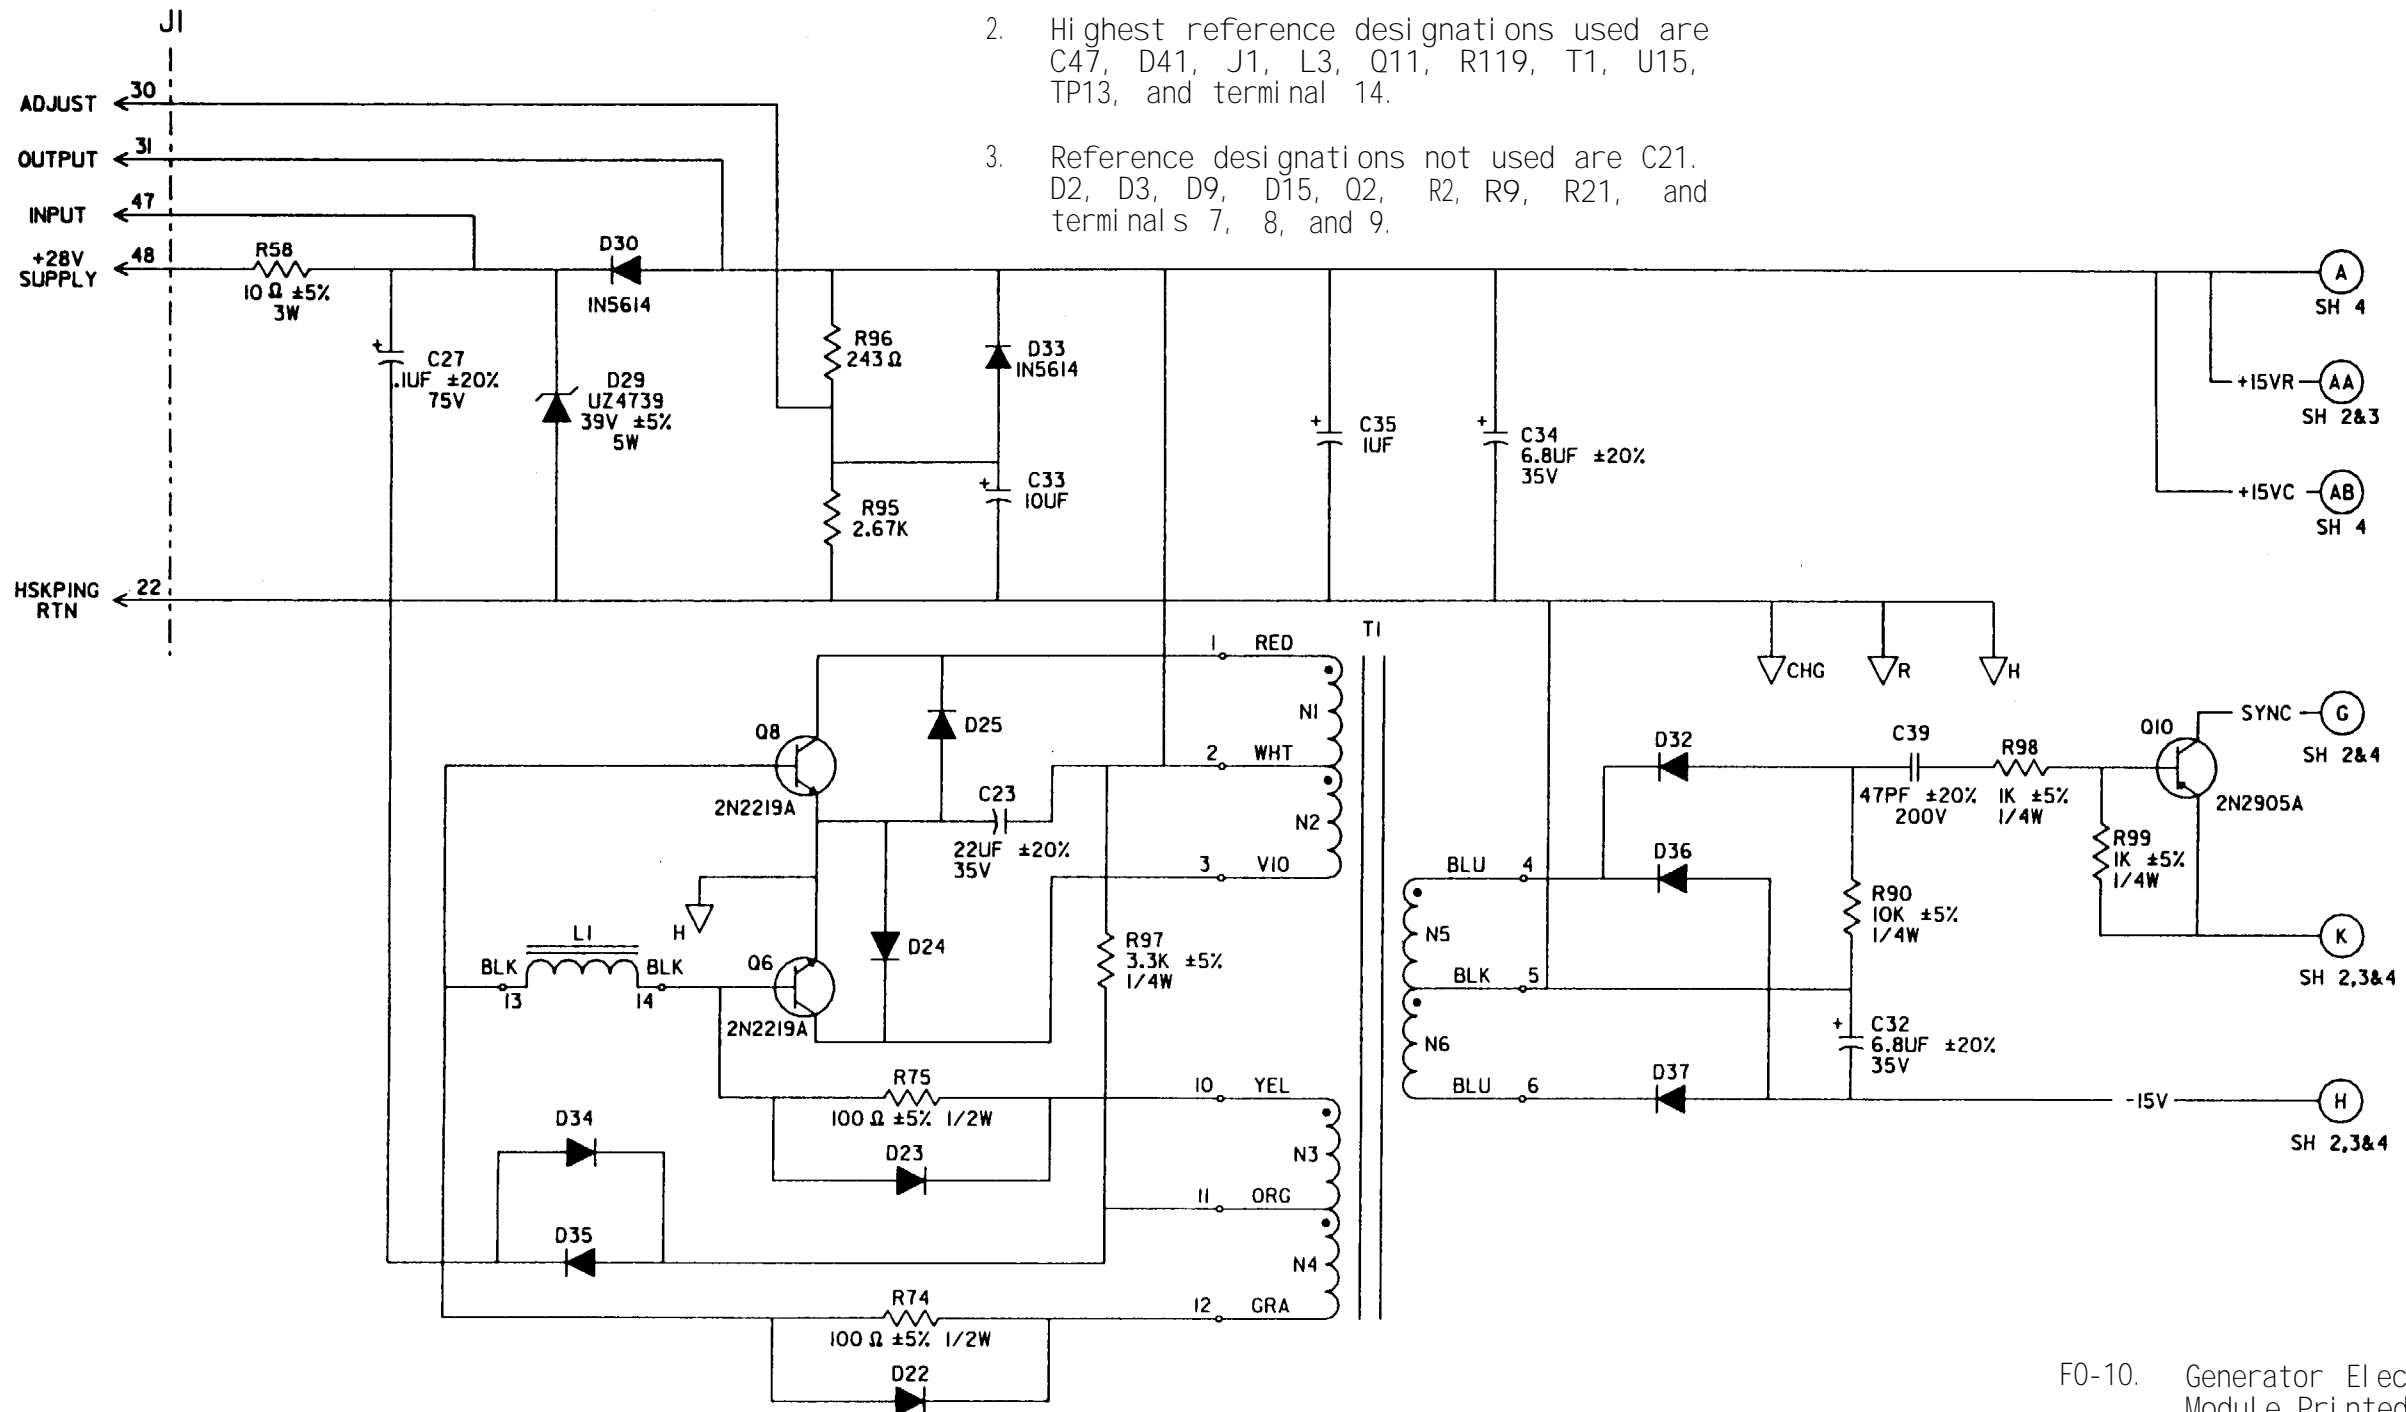 J1
2. Highest reference designations used are
C47, D41, J1, L3, Q11, R119, T1, U15,
TP13, and terminal 14.
3. Reference designations not used are C21.
D2, D3, D9, D15, Q2, R2, R9, R21, and
terminals 7, 8, and 9.
ADJUST 30
OUTPUT 31
INPUT 47
+28V
SUPPLY
48
R58
10 Ω ±5%
3W
D30
1N5614
A
SH 4
C27
.1UF ±20%
75V
D29
UZ4739
39V ±5%
5W
R96
243 Ω
D33
1N5614
+15VR AA
SH 2&3
C35
1UF
C34
6.8UF ±20%
35V
R95
2.67K
C33
10UF
+15VC AB
SH 4
HSKPING
RTN
22
T1
CHG R H
1 RED
N1
2 WHT
N2
3 VIO
Q8
2N2219A
D25
C23
22UF ±20%
35V
H
D24
L1
BLK BLK
13 14
Q6
2N2219A
R97
3.3K ±5%
1/4W
D32
C39
47PF ±20%
200V
R98
1K ±5%
1/4W
Q10
2N2905A
SYNC G
SH 2&4
R99
1K ±5%
1/4W
BLU 4
D36
R90
10K ±5%
1/4W
N5
K
SH 2,3&4
BLK 5
N6
C32
6.8UF ±20%
35V
BLU 6
D37
-15V H
SH 2,3&4
R75
100 Ω ±5% 1/2W
10 YEL
D34
D23
N3
11 ORG
D35
N4
R74
100 Ω ±5% 1/2W
12 GRA
D22
FO-10. Generator Elec
Module Printed